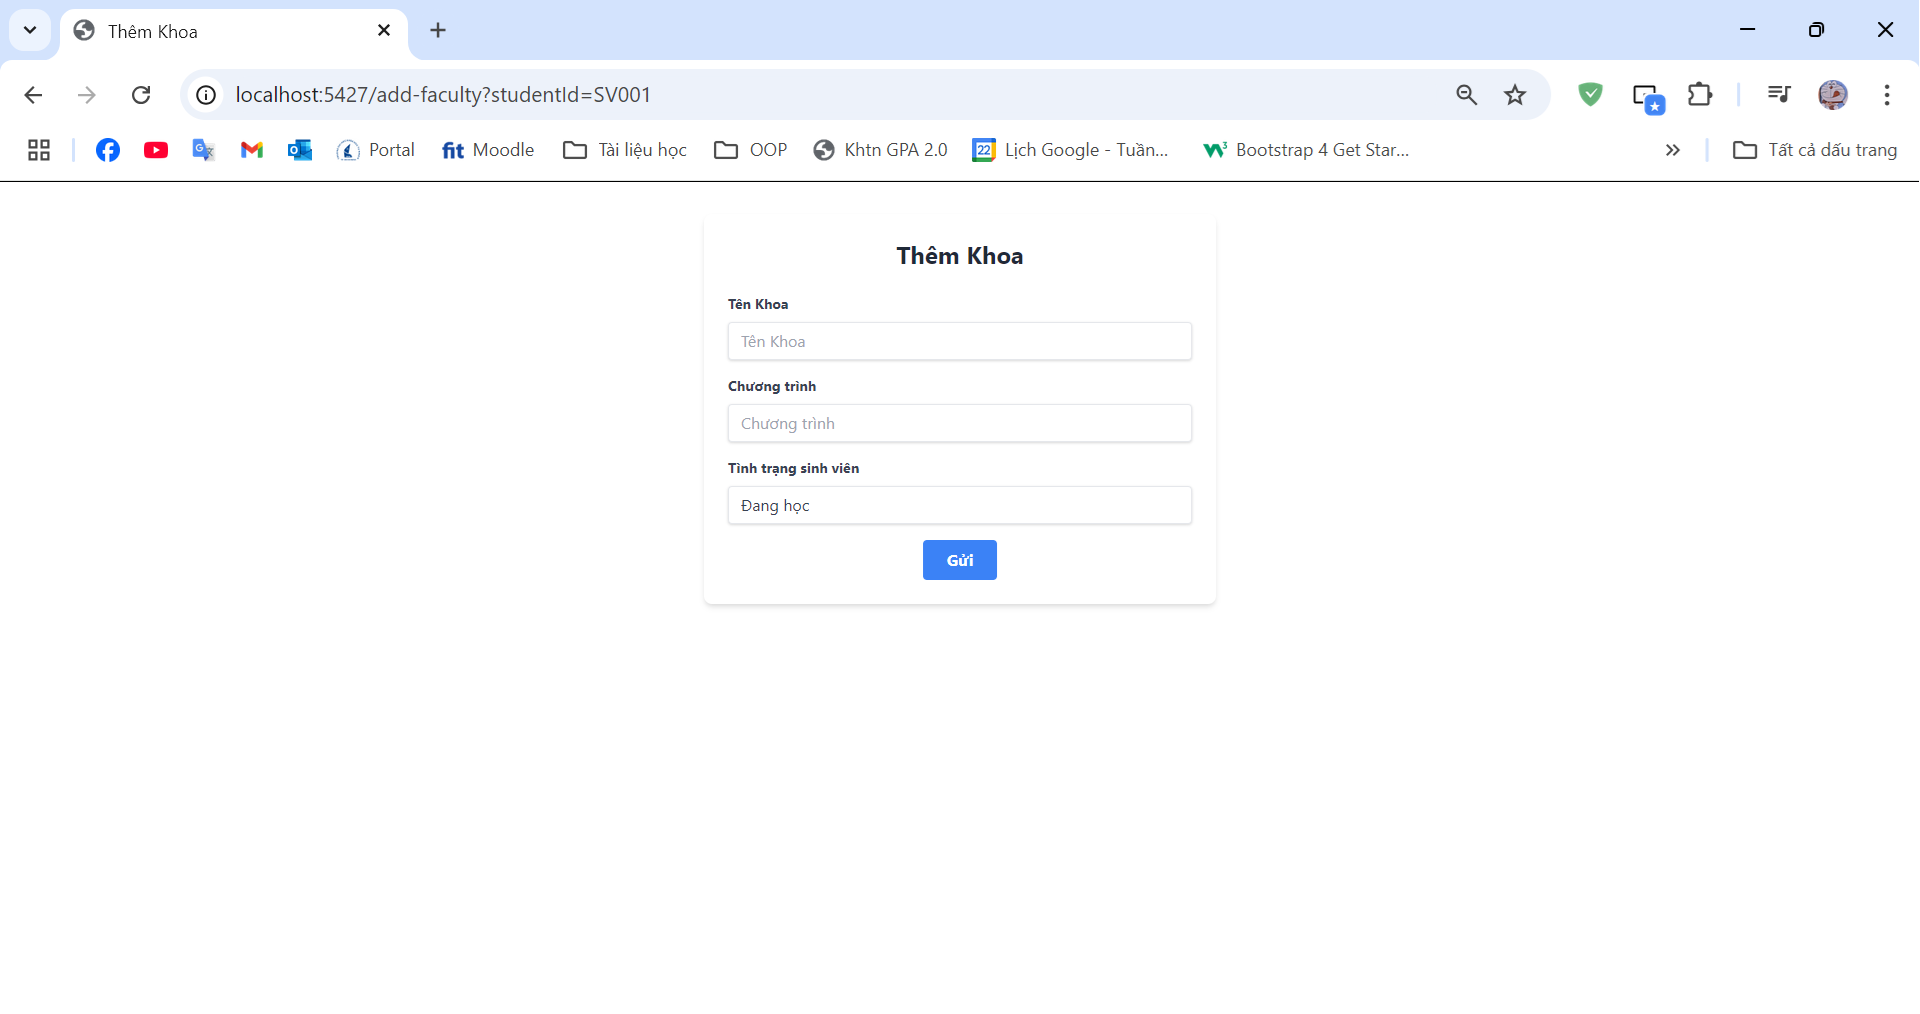 Thêm Khoa
localhost:5427/add-faculty?studentId=SV001
Portal
fit Moodle
Tài liệu học
OOP
Khtn GPA 2.0
22 Lịch Google - Tuần...
W3 Bootstrap 4 Get Star...
Tất cả dấu trang
Thêm Khoa
Tên Khoa
Tên Khoa
Chương trình
Chương trình
Tình trạng sinh viên
Đang học
Gửi